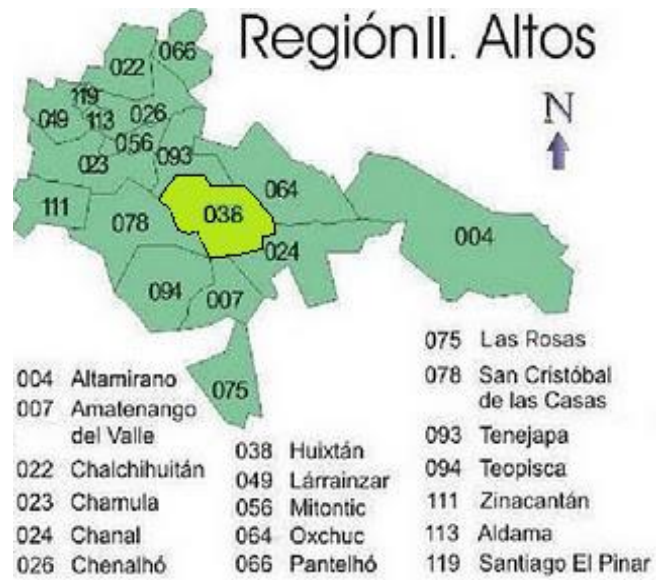 Región II. Altos
066
022
N
119
049
113
026
056
093
023
064
111
038
078
004
024
094
007
075
004 Altamirano
007 Amatenango
del Valle
022 Chalchihuitán
023 Chamula
024 Chanal
026 Chenalhó
038 Huixtán
049 Lárrainzar
056 Mitontic
064 Oxchuc
066 Pantelhó
075 Las Rosas
078 San Cristóbal
de las Casas
093 Tenejapa
094 Teopisca
111 Zinacantán
113 Aldama
119 Santiago El Pinar